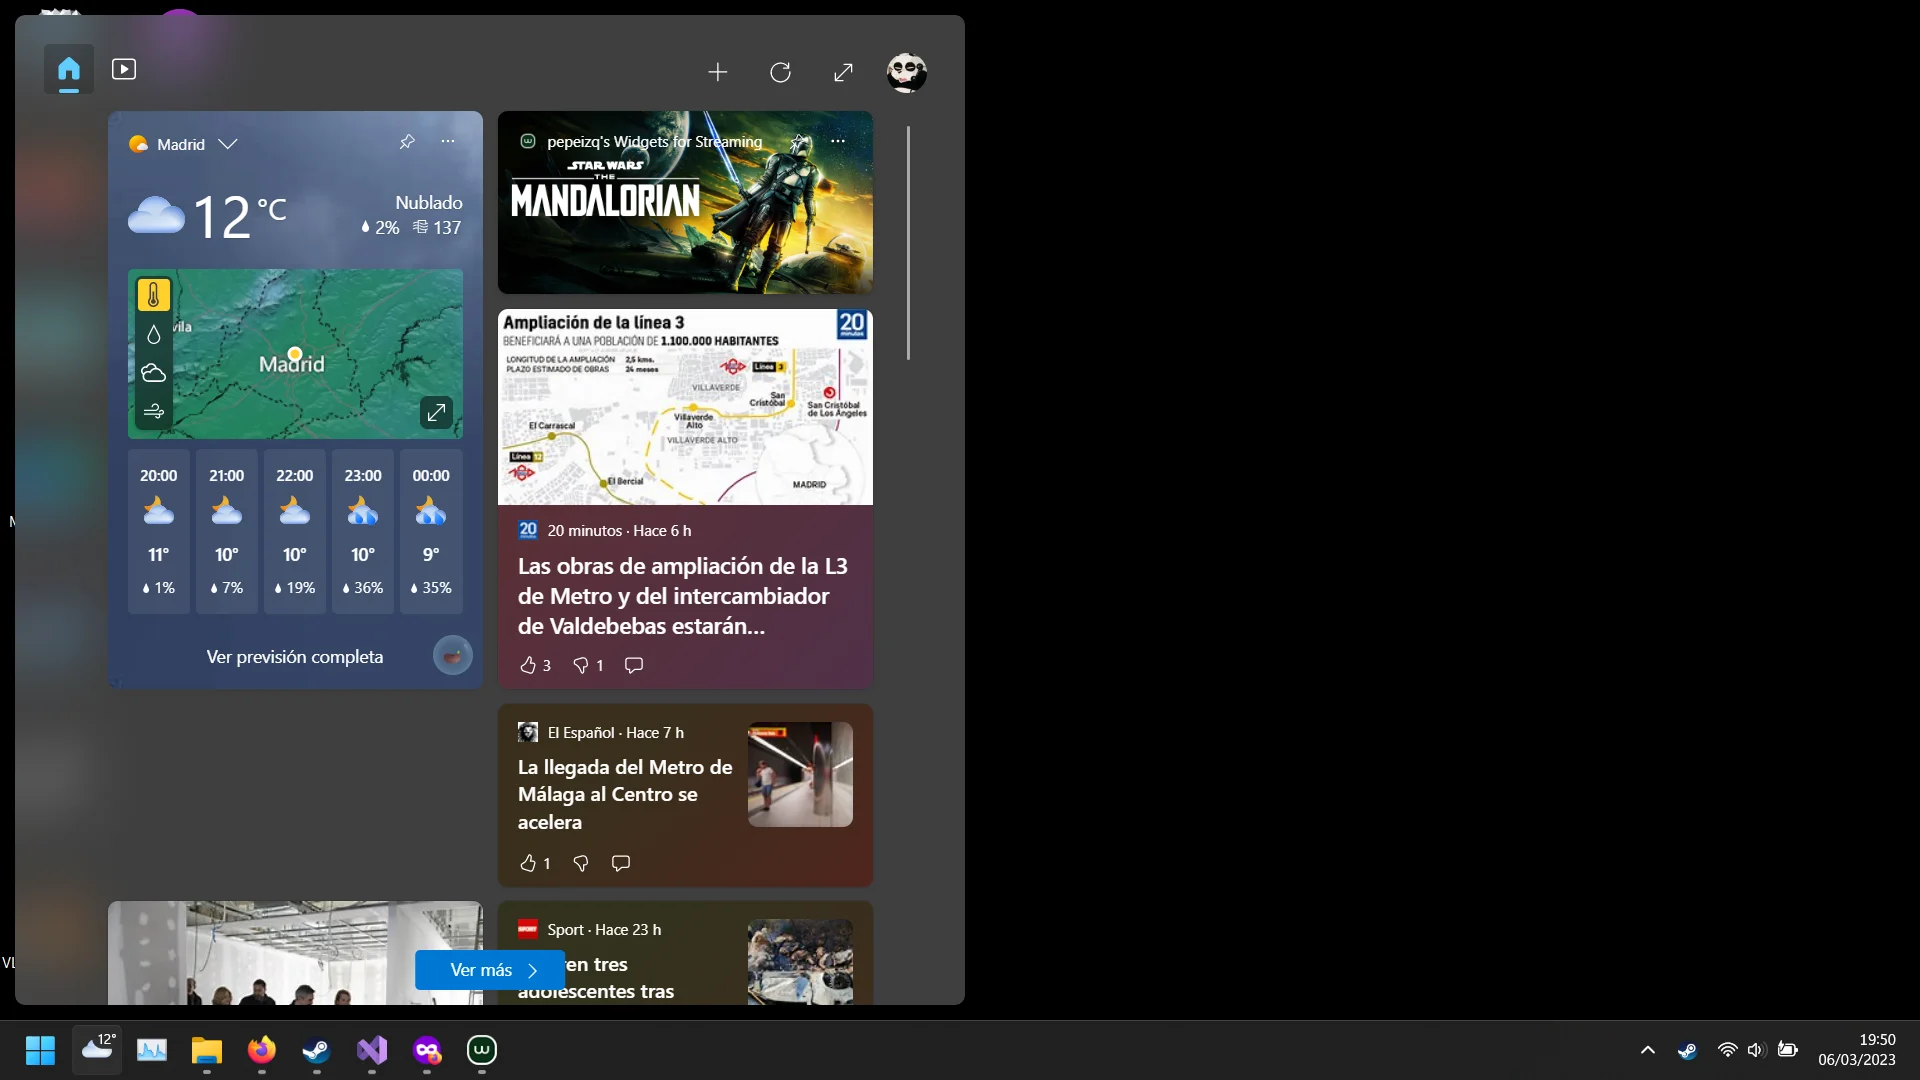 Madrid
12 °C
Nublado
2% 137
vila
Madrid
20:00 21:00 22:00 23:00 00:00
11° 10° 10° 10° 9°
1% 7% 19% 36% 35%
Ver previsión completa
pepeizq's Widgets for Streaming
STAR WARS
THE
MANDALORIAN
Ampliación de la línea 3
20
minutos
BENEFICIARÁ A UNA POBLACIÓN DE 1.100.000 HABITANTES
LONGITUD DE LA AMPLIACIÓN 2,5 kms.
PLAZO ESTIMADO DE OBRAS 24 meses
Línea 3
VILLAVERDE
San
Cristóbal
San Cristóbal
de Los Ángeles
Villaverde
Alto
El Carrascal
VILLAVERDE ALTO
Línea 12
El Bercial
MADRID
20 minutos · Hace 6 h
Las obras de ampliación de la L3
de Metro y del intercambiador
de Valdebebas estarán...
3 1
El Español · Hace 7 h
La llegada del Metro de
Málaga al Centro se
acelera
1
SPORT
Sport · Hace 23 h
ren tres
adolescentes tras
Ver más
VL
12°
19:50
06/03/2023